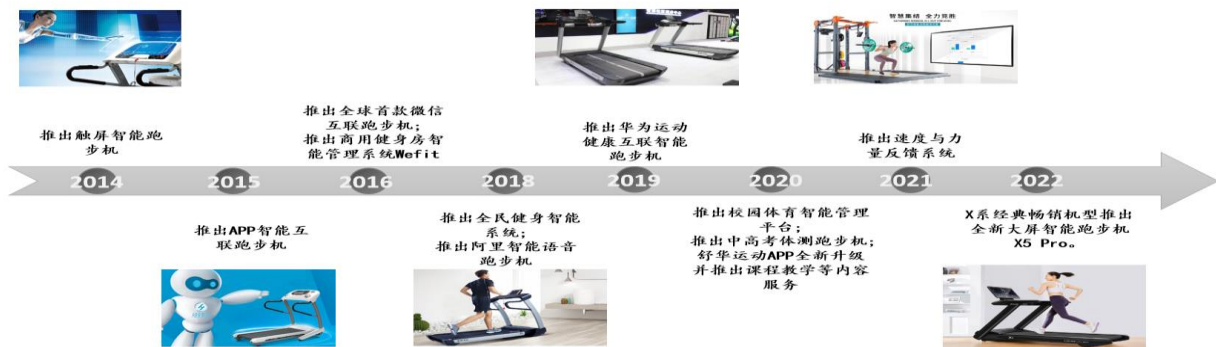 智慧集结 全力竞胜
推出触屏智能跑
步机
推出全球首款微信
互联跑步机；
推出商用健身房智
能管理系统Wefit
推出华为运动
健康互联智能
跑步机
推出速度与力
量反馈系统
2014
2015
2016
2018
2019
2020
2021
2022
推出APP智能互
联跑步机
推出全民健身智能
系统；
推出阿里智能语音
跑步机
推出校园体育智能管理
平台；
推出中高考体测跑步机；
舒华运动APP全新升级
并推出课程教学等内容
服务
X系经典畅销机型推出
全新大屏智能跑步机
X5 Pro。